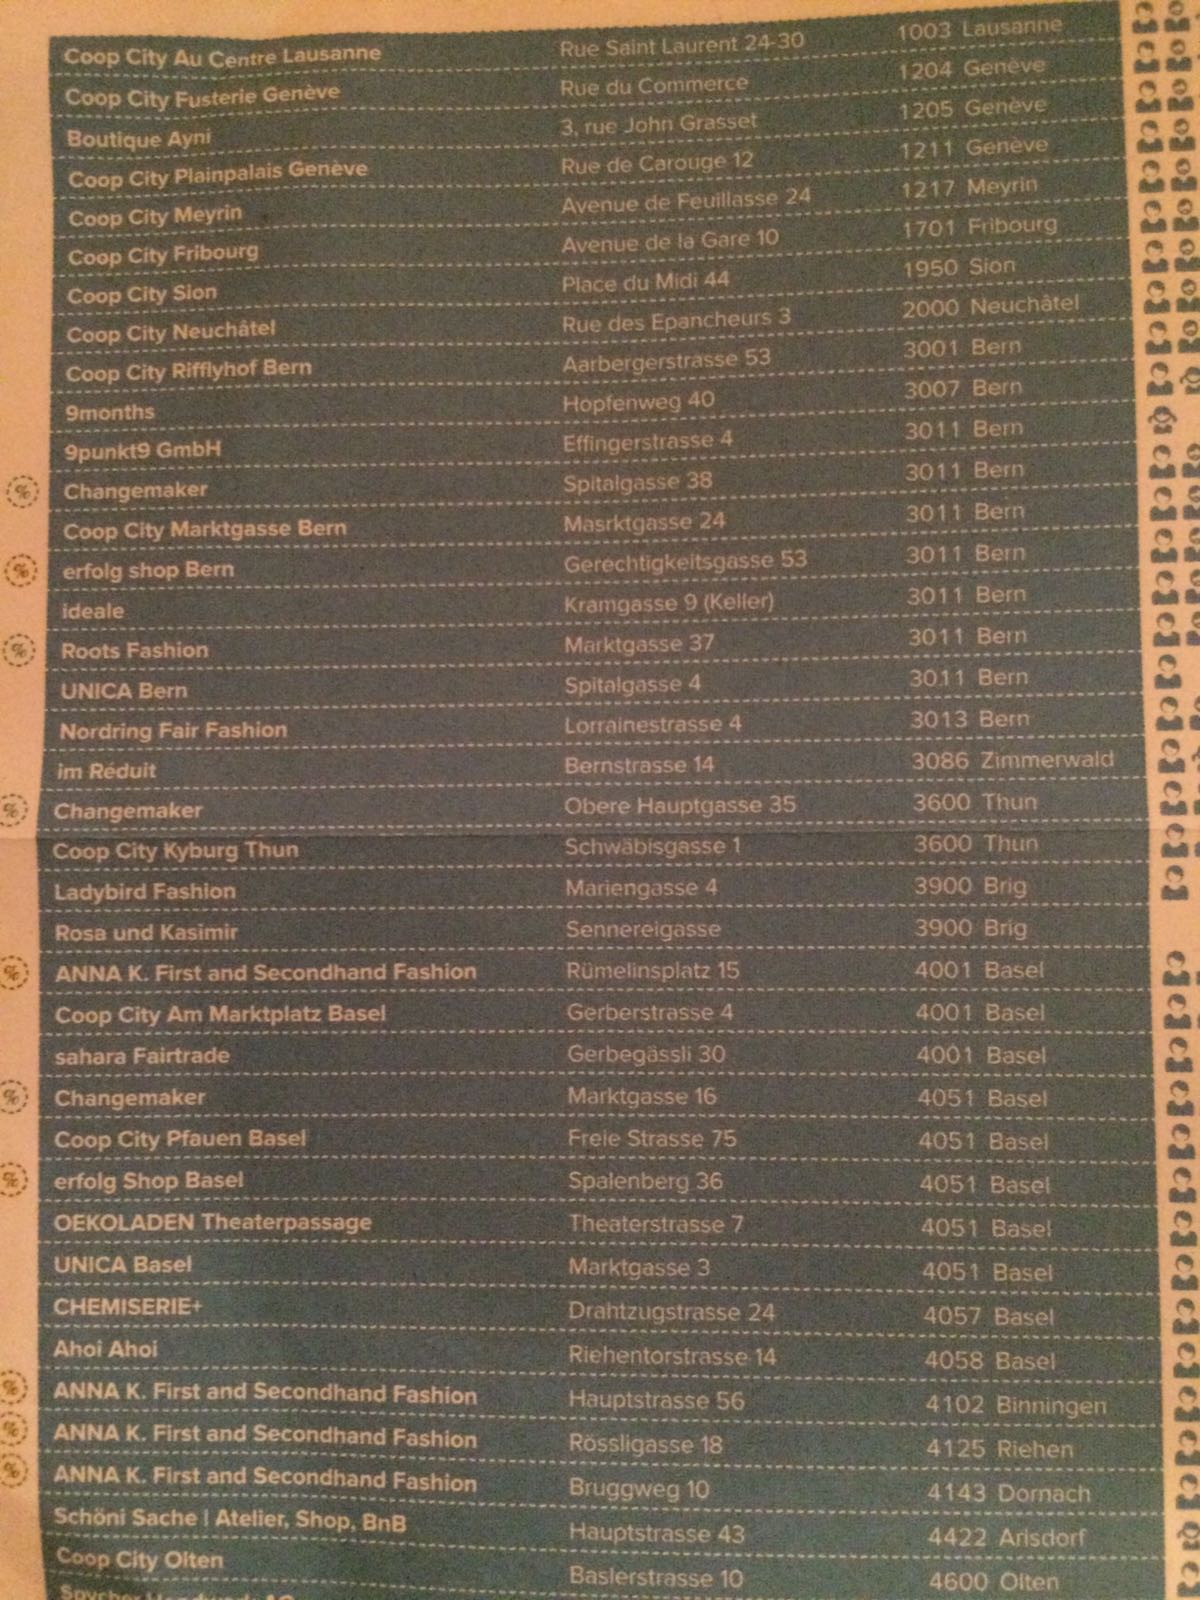 Coop City Au Centre Lausanne Rue Saint Laurent 24-30 1003 Lausanne
Coop City Fusterie Genève Rue du Commerce 1204 Genève
Boutique Ayni 3, rue John Grasset 1205 Genève
Coop City Plainpalais Genève Rue de Carouge 12 1211 Genève
Coop City Meyrin Avenue de Feuillasse 24 1217 Meyrin
Coop City Fribourg Avenue de la Gare 10 1701 Fribourg
Coop City Sion Place du Midi 44 1950 Sion
Coop City Neuchâtel Rue des Epancheurs 3 2000 Neuchâtel
Coop City Rifflyhof Bern Aarbergerstrasse 53 3001 Bern
9months Hopfenweg 40 3007 Bern
9punkt9 GmbH Effingerstrasse 4 3011 Bern
% Changemaker Spitalgasse 38 3011 Bern
Coop City Marktgasse Bern Masrktgasse 24 3011 Bern
% erfolg shop Bern Gerechtigkeitsgasse 53 3011 Bern
ideale Kramgasse 9 (Keller) 3011 Bern
% Roots Fashion Marktgasse 37 3011 Bern
UNICA Bern Spitalgasse 4 3011 Bern
Nordring Fair Fashion Lorrainestrasse 4 3013 Bern
im Réduit Bernstrasse 14 3086 Zimmerwald
% Changemaker Obere Hauptgasse 35 3600 Thun
Coop City Kyburg Thun Schwäbisgasse 1 3600 Thun
Ladybird Fashion Mariengasse 4 3900 Brig
Rosa und Kasimir Sennereigasse 3900 Brig
% ANNA K. First and Secondhand Fashion Rümelinsplatz 15 4001 Basel
Coop City Am Marktplatz Basel Gerberstrasse 4 4001 Basel
sahara Fairtrade Gerbegässli 30 4001 Basel
% Changemaker Marktgasse 16 4051 Basel
Coop City Pfauen Basel Freie Strasse 75 4051 Basel
% erfolg Shop Basel Spalenberg 36 4051 Basel
OEKOLADEN Theaterpassage Theaterstrasse 7 4051 Basel
UNICA Basel Marktgasse 3 4051 Basel
CHEMISERIE+ Drahtzugstrasse 24 4057 Basel
Ahoi Ahoi Riehentorstrasse 14 4058 Basel
% ANNA K. First and Secondhand Fashion Hauptstrasse 56 4102 Binningen
% ANNA K. First and Secondhand Fashion Rössligasse 18 4125 Riehen
% ANNA K. First and Secondhand Fashion Bruggweg 10 4143 Dornach
Schöni Sache | Atelier, Shop, BnB Hauptstrasse 43 4422 Arisdorf
Coop City Olten Baslerstrasse 10 4600 Olten